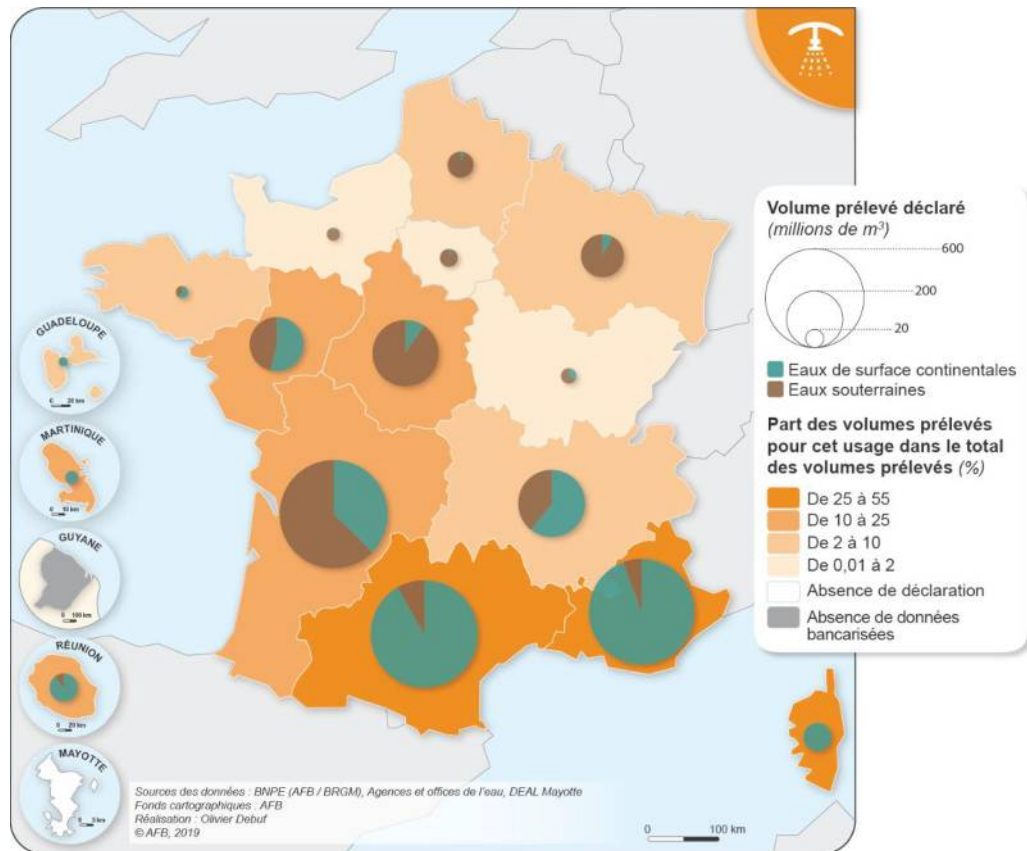 Volume prélevé déclaré
(millions de m³)
600
200
20
Eaux de surface continentales
Eaux souterraines
Part des volumes prélevés
pour cet usage dans le total
des volumes prélevés (%)
De 25 à 55
De 10 à 25
De 2 à 10
De 0,01 à 2
Absence de déclaration
Absence de données
bancarisées
GUADELOUPE
0 20 km
MARTINIQUE
0 10 km
GUYANE
0 100 km
RÉUNION
0 20 km
MAYOTTE
0 3 km
Sources des données : BNPE (AFB / BRGM), Agences et offices de l'eau, DEAL Mayotte
Fonds cartographiques : AFB
Réalisation : Olivier Debuf
© AFB, 2019
0 100 km